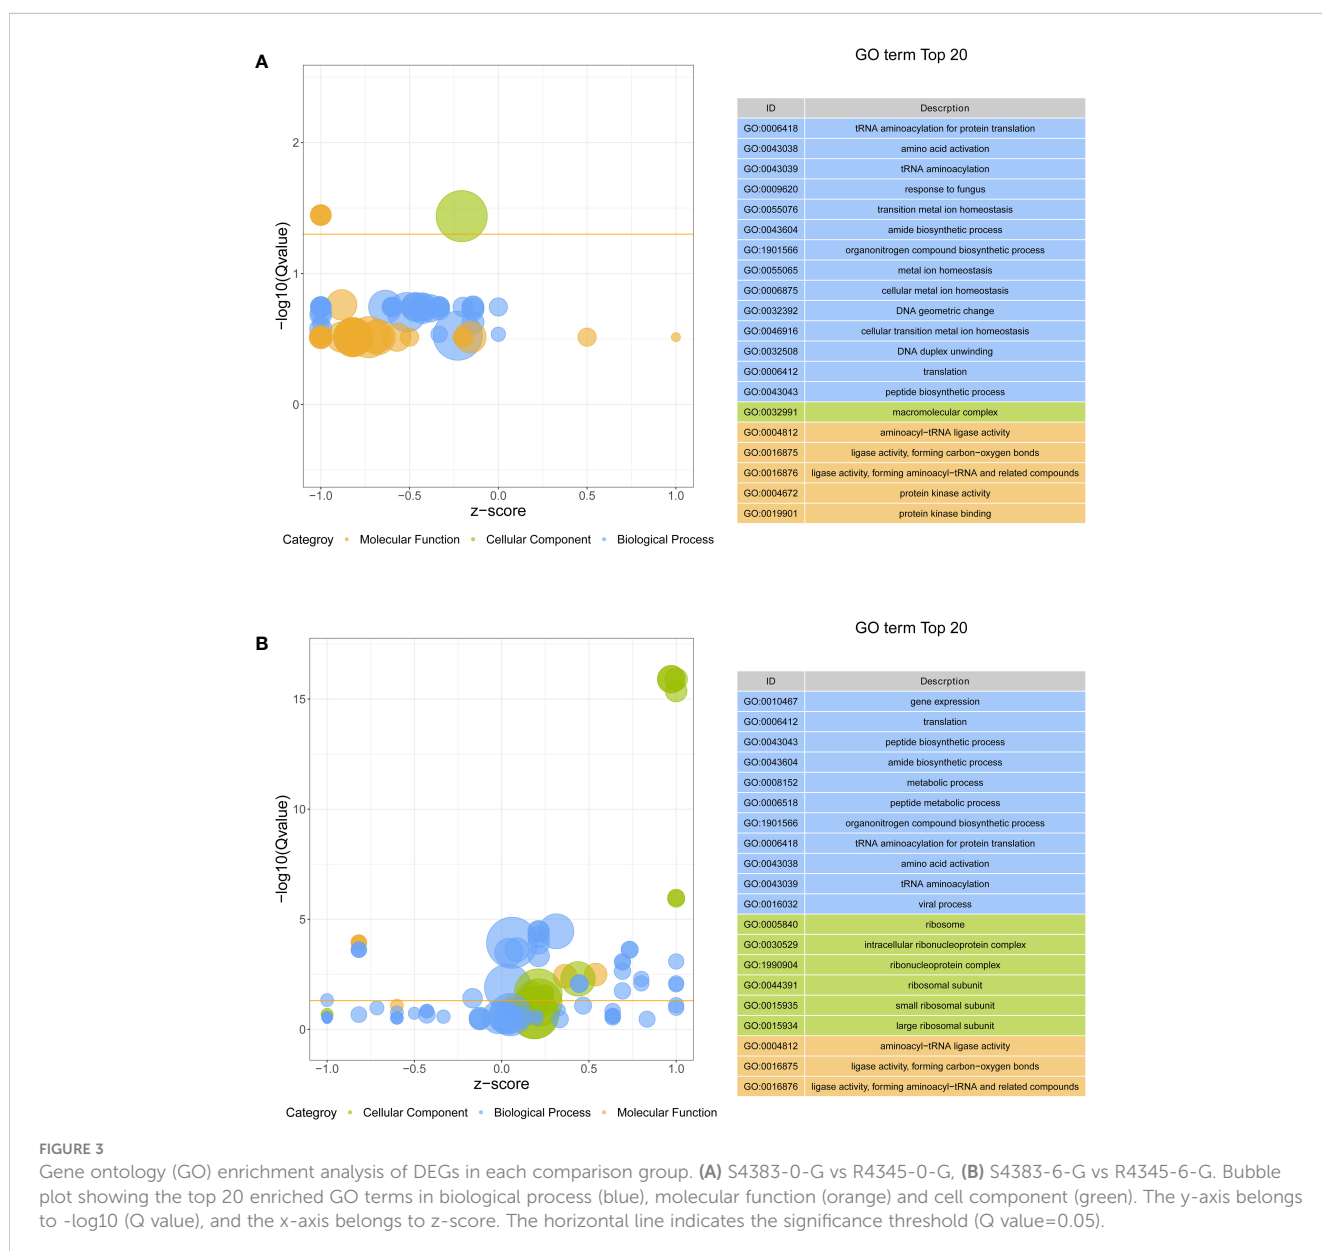 A
GO term Top 20
2
1
0
−log10(Qvalue)
−1.0 −0.5 0.0 0.5 1.0
z−score
Categroy Molecular Function Cellular Component Biological Process
ID Descrption
GO:0006418 tRNA aminoacylation for protein translation
GO:0043038 amino acid activation
GO:0043039 tRNA aminoacylation
GO:0009620 response to fungus
GO:0055076 transition metal ion homeostasis
GO:0043604 amide biosynthetic process
GO:1901566 organonitrogen compound biosynthetic process
GO:0055065 metal ion homeostasis
GO:0006875 cellular metal ion homeostasis
GO:0032392 DNA geometric change
GO:0046916 cellular transition metal ion homeostasis
GO:0032508 DNA duplex unwinding
GO:0006412 translation
GO:0043043 peptide biosynthetic process
GO:0032991 macromolecular complex
GO:0004812 aminoacyl−tRNA ligase activity
GO:0016875 ligase activity, forming carbon−oxygen bonds
GO:0016876 ligase activity, forming aminoacyl−tRNA and related compounds
GO:0004672 protein kinase activity
GO:0019901 protein kinase binding
B
GO term Top 20
15
10
5
0
−log10(Qvalue)
−1.0 −0.5 0.0 0.5 1.0
z−score
Categroy Cellular Component Biological Process Molecular Function
ID Descrption
GO:0010467 gene expression
GO:0006412 translation
GO:0043043 peptide biosynthetic process
GO:0043604 amide biosynthetic process
GO:0008152 metabolic process
GO:0006518 peptide metabolic process
GO:1901566 organonitrogen compound biosynthetic process
GO:0006418 tRNA aminoacylation for protein translation
GO:0043038 amino acid activation
GO:0043039 tRNA aminoacylation
GO:0016032 viral process
GO:0005840 ribosome
GO:0030529 intracellular ribonucleoprotein complex
GO:1990904 ribonucleoprotein complex
GO:0044391 ribosomal subunit
GO:0015935 small ribosomal subunit
GO:0015934 large ribosomal subunit
GO:0004812 aminoacyl−tRNA ligase activity
GO:0016875 ligase activity, forming carbon−oxygen bonds
GO:0016876 ligase activity, forming aminoacyl−tRNA and related compounds
FIGURE 3
Gene ontology (GO) enrichment analysis of DEGs in each comparison group. (A) S4383-0-G vs R4345-0-G, (B) S4383-6-G vs R4345-6-G. Bubble
plot showing the top 20 enriched GO terms in biological process (blue), molecular function (orange) and cell component (green). The y-axis belongs
to -log10 (Q value), and the x-axis belongs to z-score. The horizontal line indicates the significance threshold (Q value=0.05).